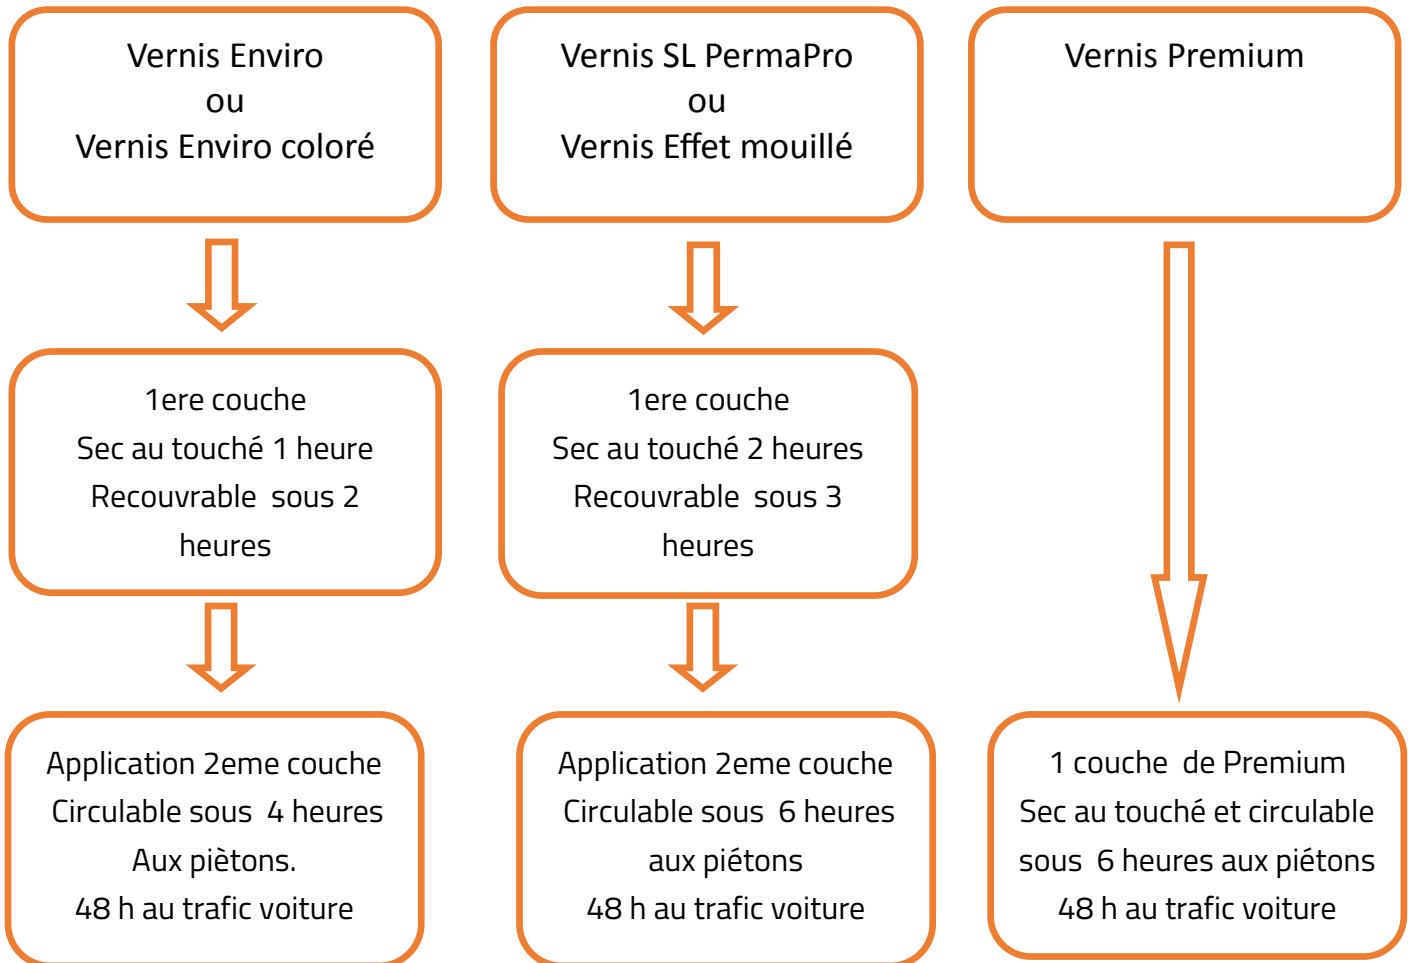 Vernis Enviro
ou
Vernis Enviro coloré
Vernis SL PermaPro
ou
Vernis Effet mouillé
Vernis Premium
1ere couche
Sec au touché 1 heure
Recouvrable sous 2
heures
1ere couche
Sec au touché 2 heures
Recouvrable sous 3
heures
Application 2eme couche
Circulable sous 4 heures
Aux piètons.
48 h au trafic voiture
Application 2eme couche
Circulable sous 6 heures
aux piétons
48 h au trafic voiture
1 couche de Premium
Sec au touché et circulable
sous 6 heures aux piétons
48 h au trafic voiture